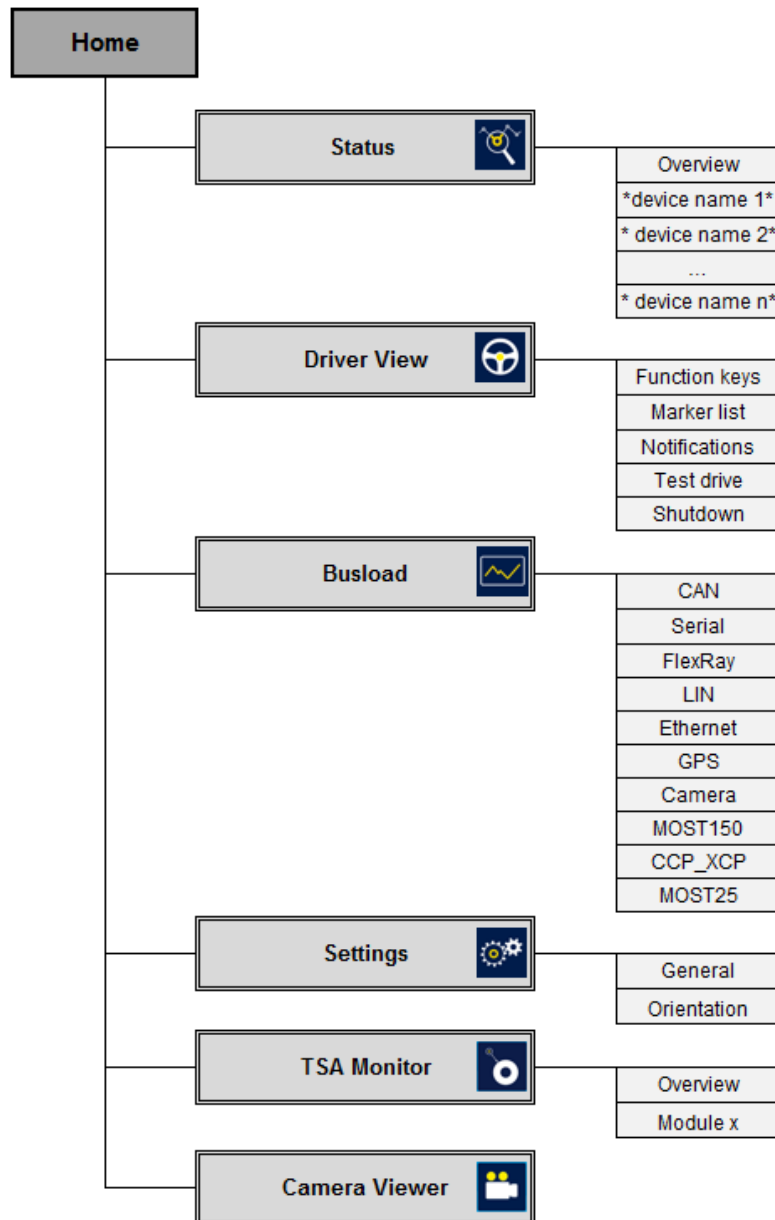 Home
Status
Overview
*device name 1*
* device name 2*
...
* device name n*
Driver View
Function keys
Marker list
Notifications
Test drive
Shutdown
Busload
CAN
Serial
FlexRay
LIN
Ethernet
GPS
Camera
MOST150
CCP_XCP
MOST25
Settings
General
Orientation
TSA Monitor
Overview
Module x
Camera Viewer